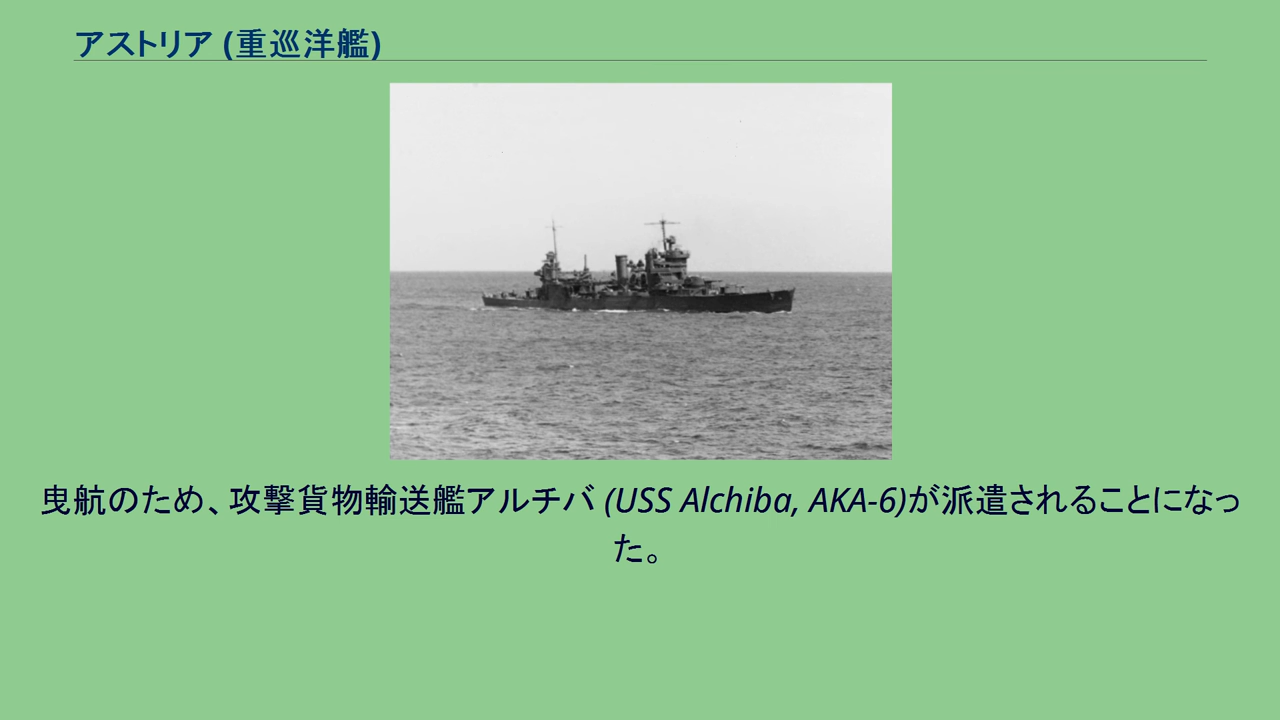 アストリア (重巡洋艦)
曳航のため、攻撃貨物輸送艦アルチバ (USS Alchiba, AKA-6)が派遣されることになっ
た。